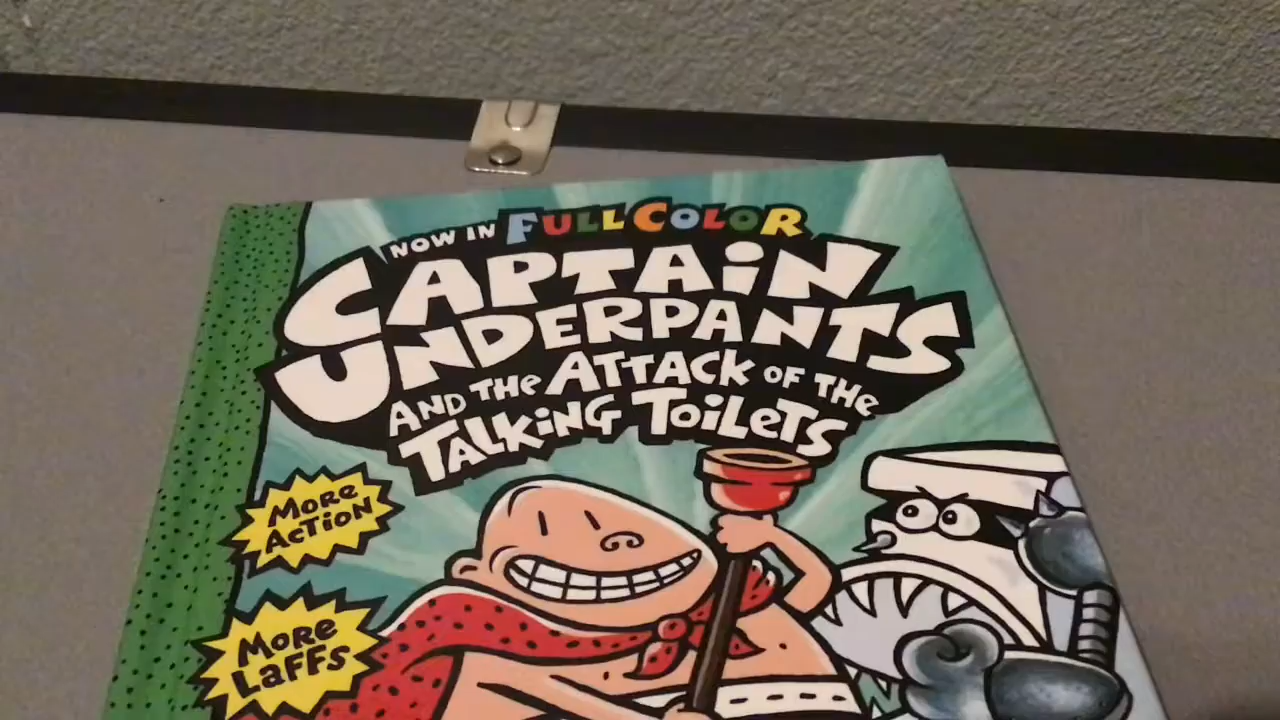 NOW IN FULL COLOR
CAPTAiN
UNDERPANTS
AND THE ATTACK OF THE
TALKiNG TOiLETS
MORE
ACTiON
MORE
LAFFS